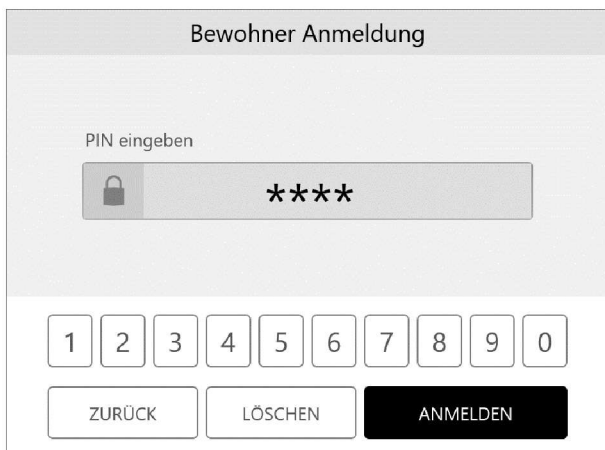 Bewohner Anmeldung
PIN eingeben
****
1 2 3 4 5 6 7 8 9 0
ZURÜCK LÖSCHEN ANMELDEN